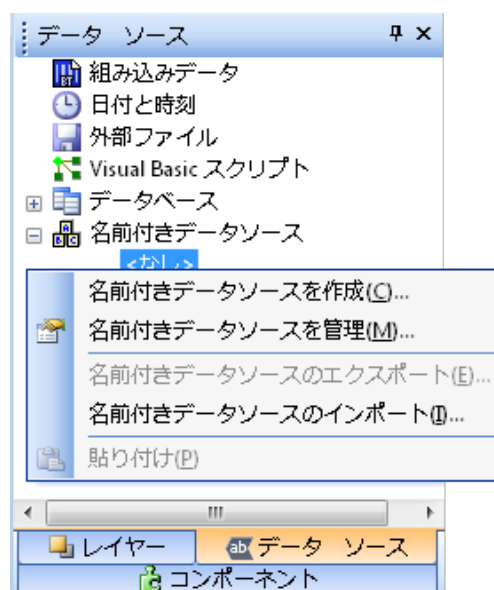 データ ソース
組み込みデータ
日付と時刻
外部ファイル
Visual Basic スクリプト
データベース
名前付きデータソース
<なし>
名前付きデータソースを作成(C)...
名前付きデータソースを管理(M)...
名前付きデータソースのエクスポート(E)...
名前付きデータソースのインポート(I)...
貼り付け(P)
レイヤー
データ ソース
コンポーネント